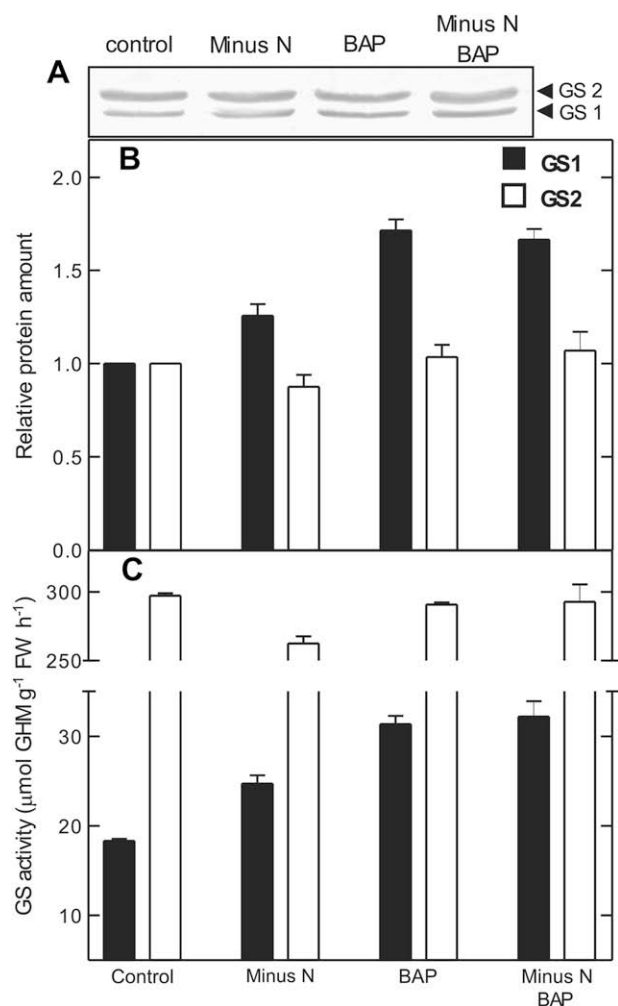 control Minus N BAP Minus N BAP
A
◀ GS 2
◀ GS 1
B
GS1
GS2
2.0
1.5
1.0
0.5
0.0
Relative protein amount
C
300
250
30
20
10
GS activity (µmol GHM g⁻¹ FW h⁻¹)
Control Minus N BAP Minus N BAP